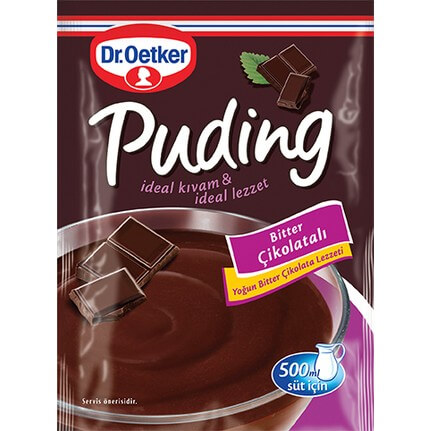 Dr.Oetker
Puding
ideal kıvam &
ideal lezzet
Bitter
Çikolatalı
Yoğun Bitter Çikolata Lezzeti
500ml
süt için
Servis önerisidir.